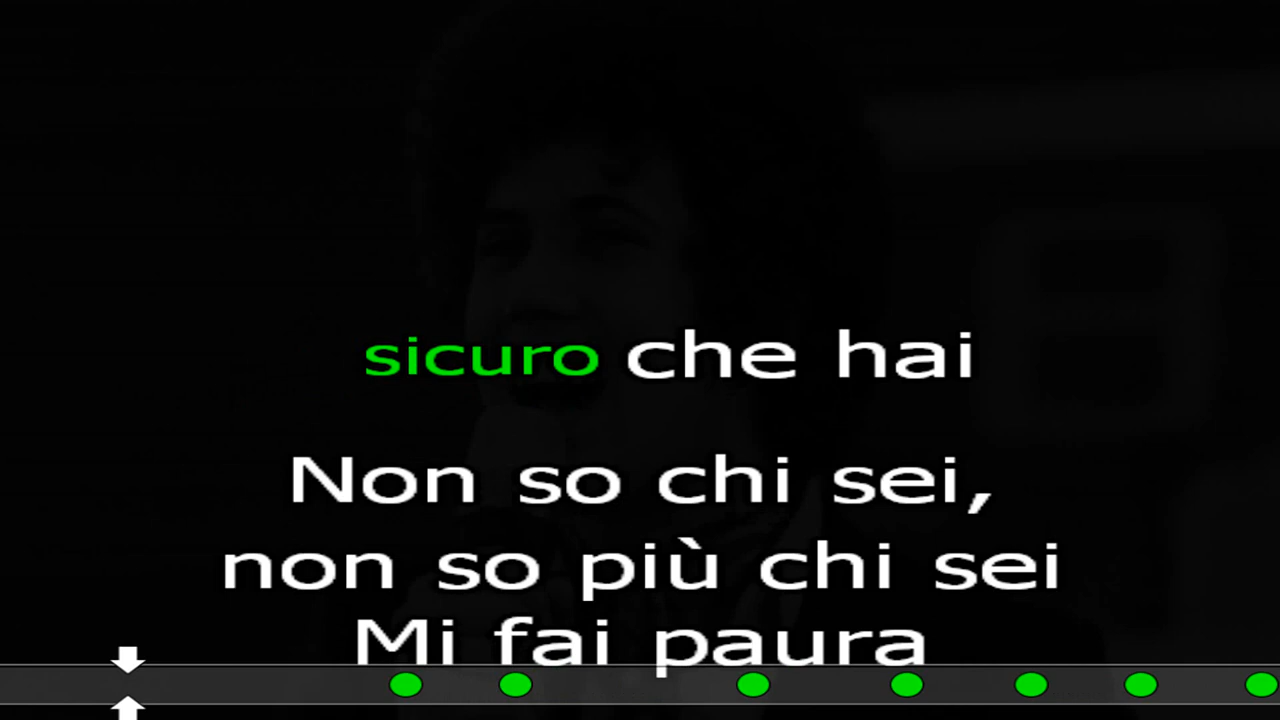 sicuro che hai
Non so chi sei,
non so più chi sei
Mi fai paura